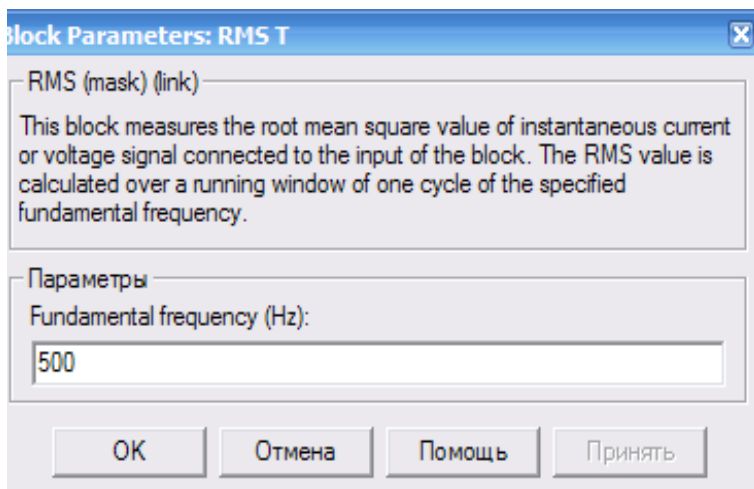 Block Parameters: RMS T
RMS (mask) (link)
This block measures the root mean square value of instantaneous current
or voltage signal connected to the input of the block. The RMS value is
calculated over a running window of one cycle of the specified
fundamental frequency.
Параметры
Fundamental frequency (Hz):
500
OK Отмена Помощь Принять